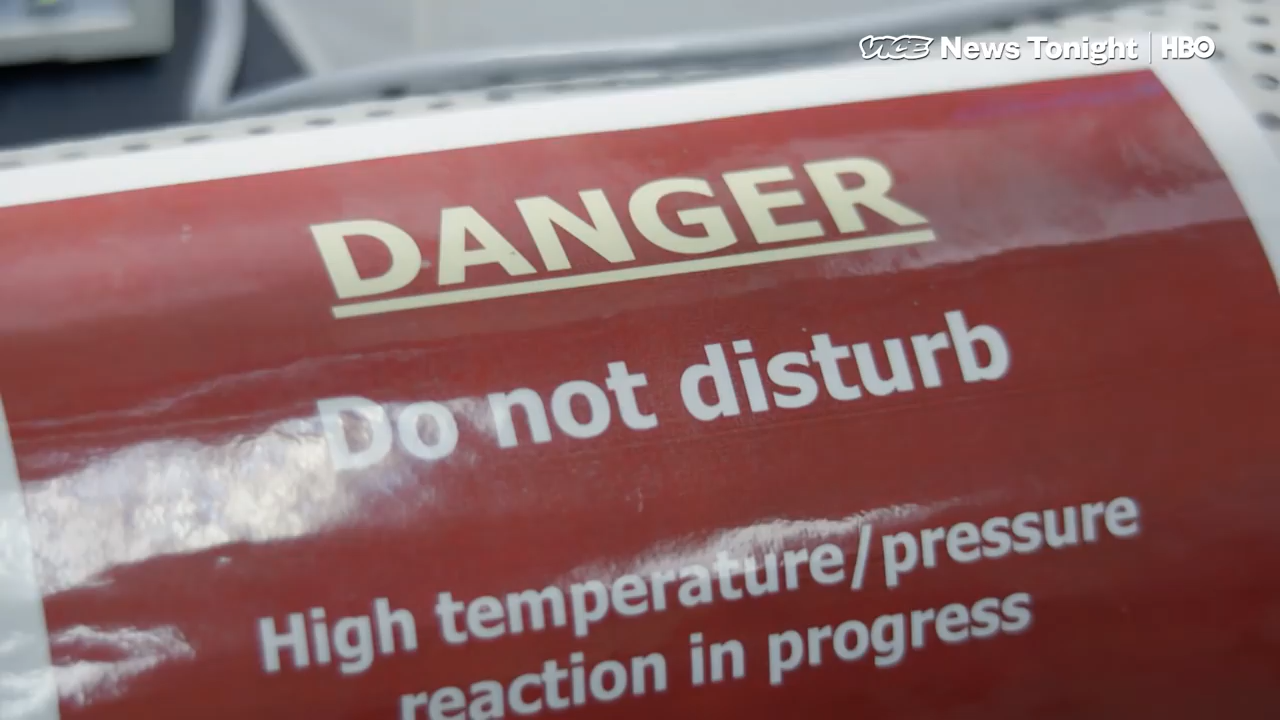 VICE News Tonight | HBO
DANGER
Do not disturb
High temperature/pressure
reaction in progress